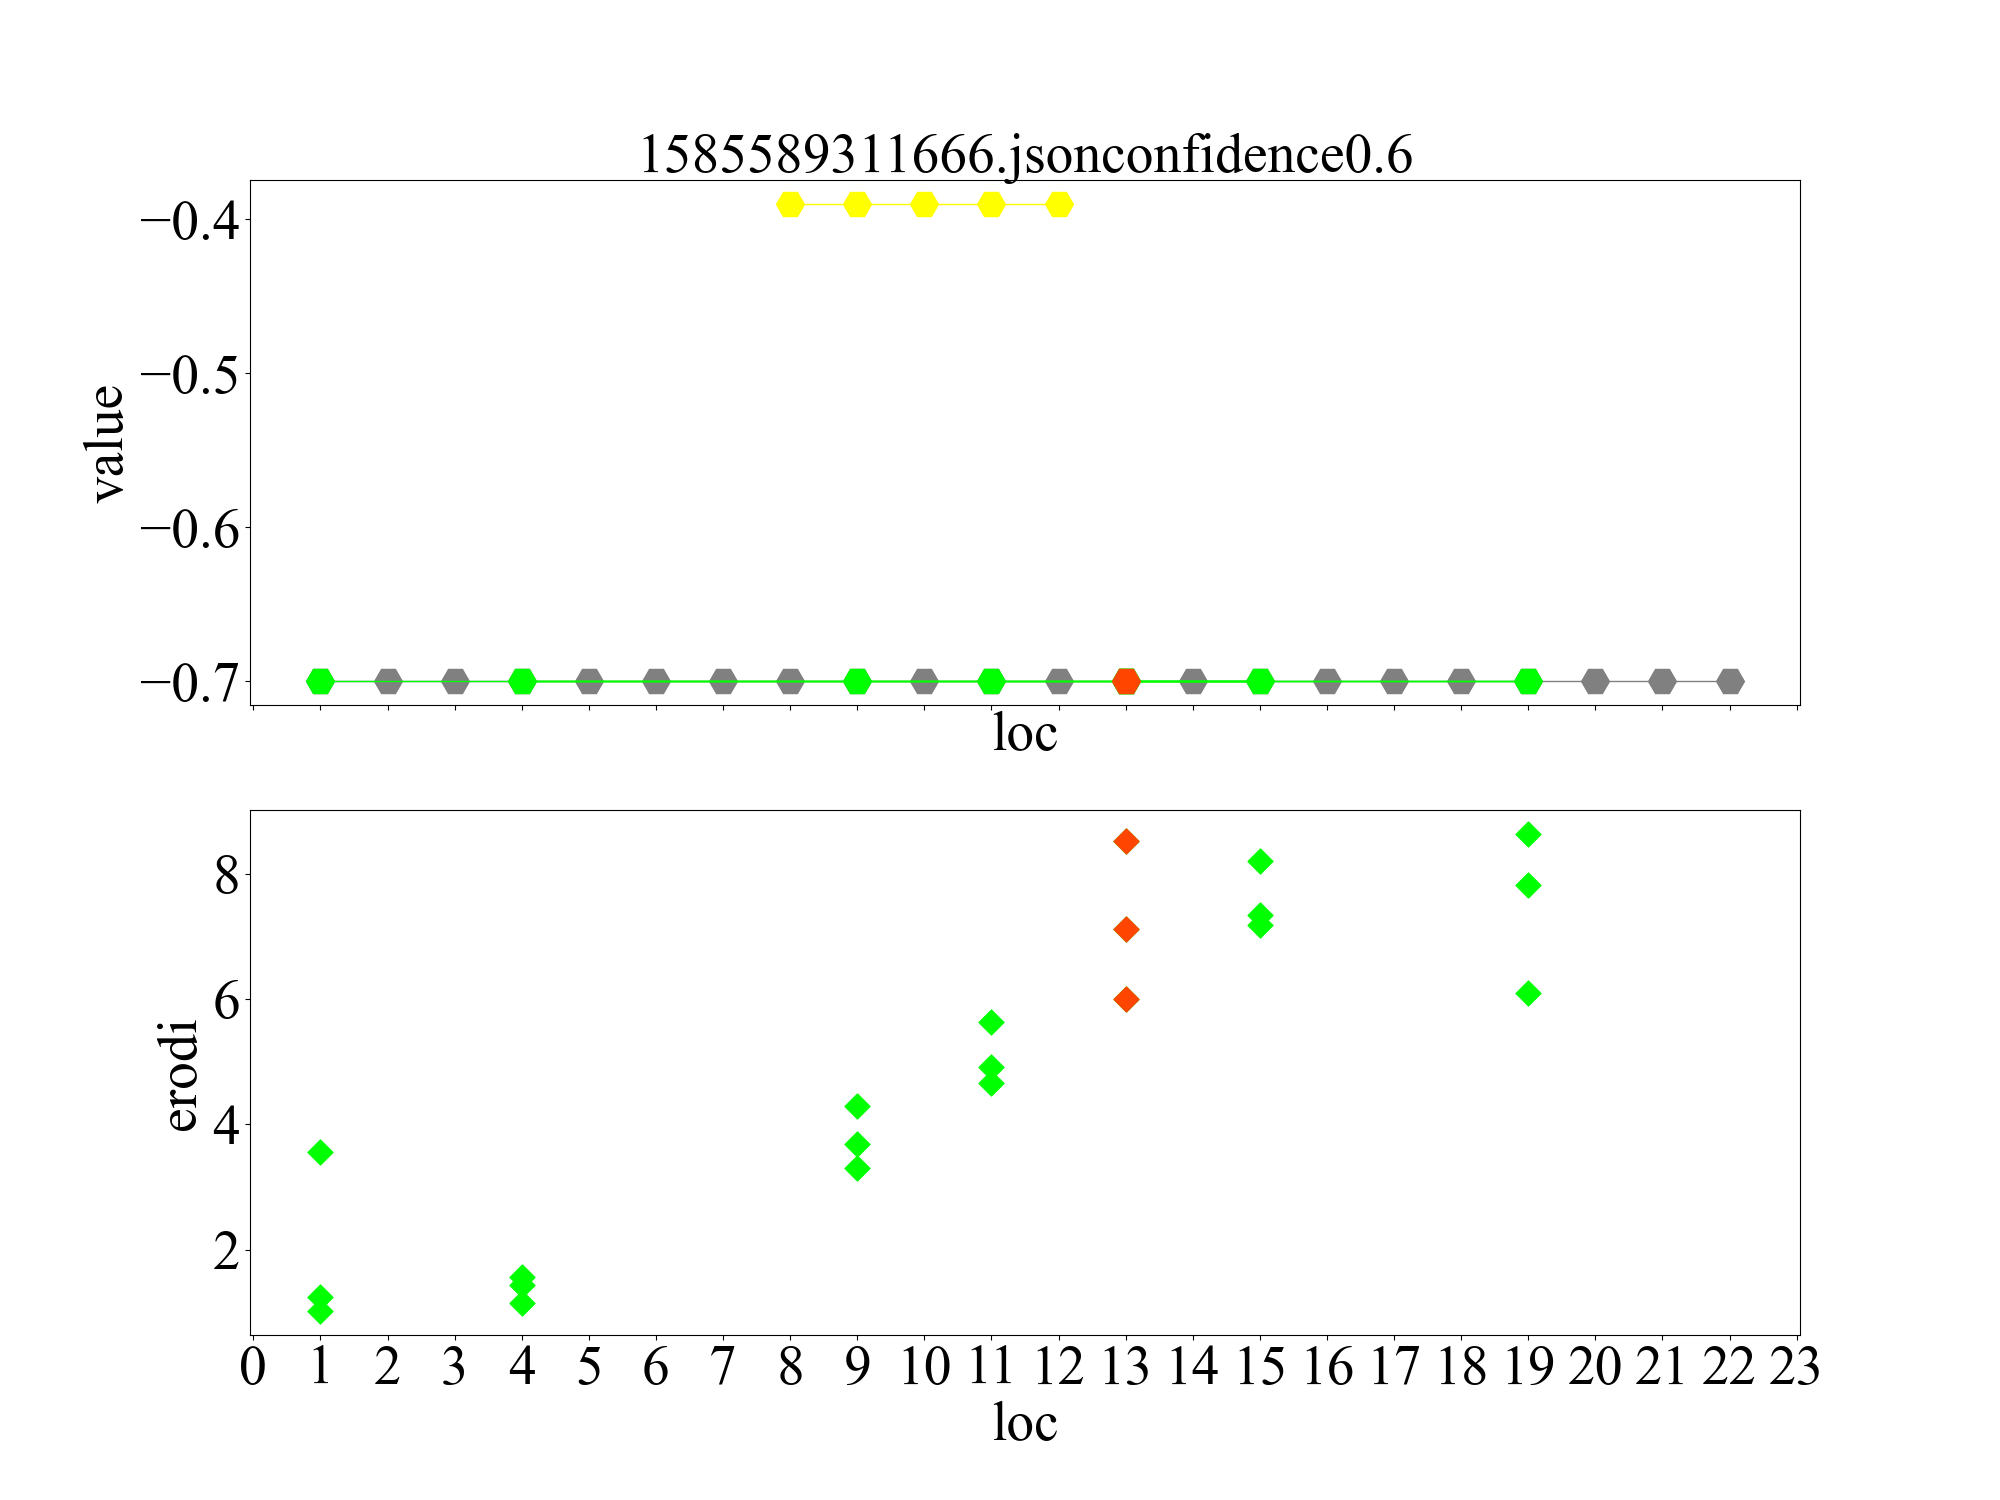 1585589311666.jsonconfidence0.6
−0.4
−0.5
−0.6
−0.7
value
loc
8
6
4
2
erodi
0 1 2 3 4 5 6 7 8 9 10 11 12 13 14 15 16 17 18 19 20 21 22 23
loc